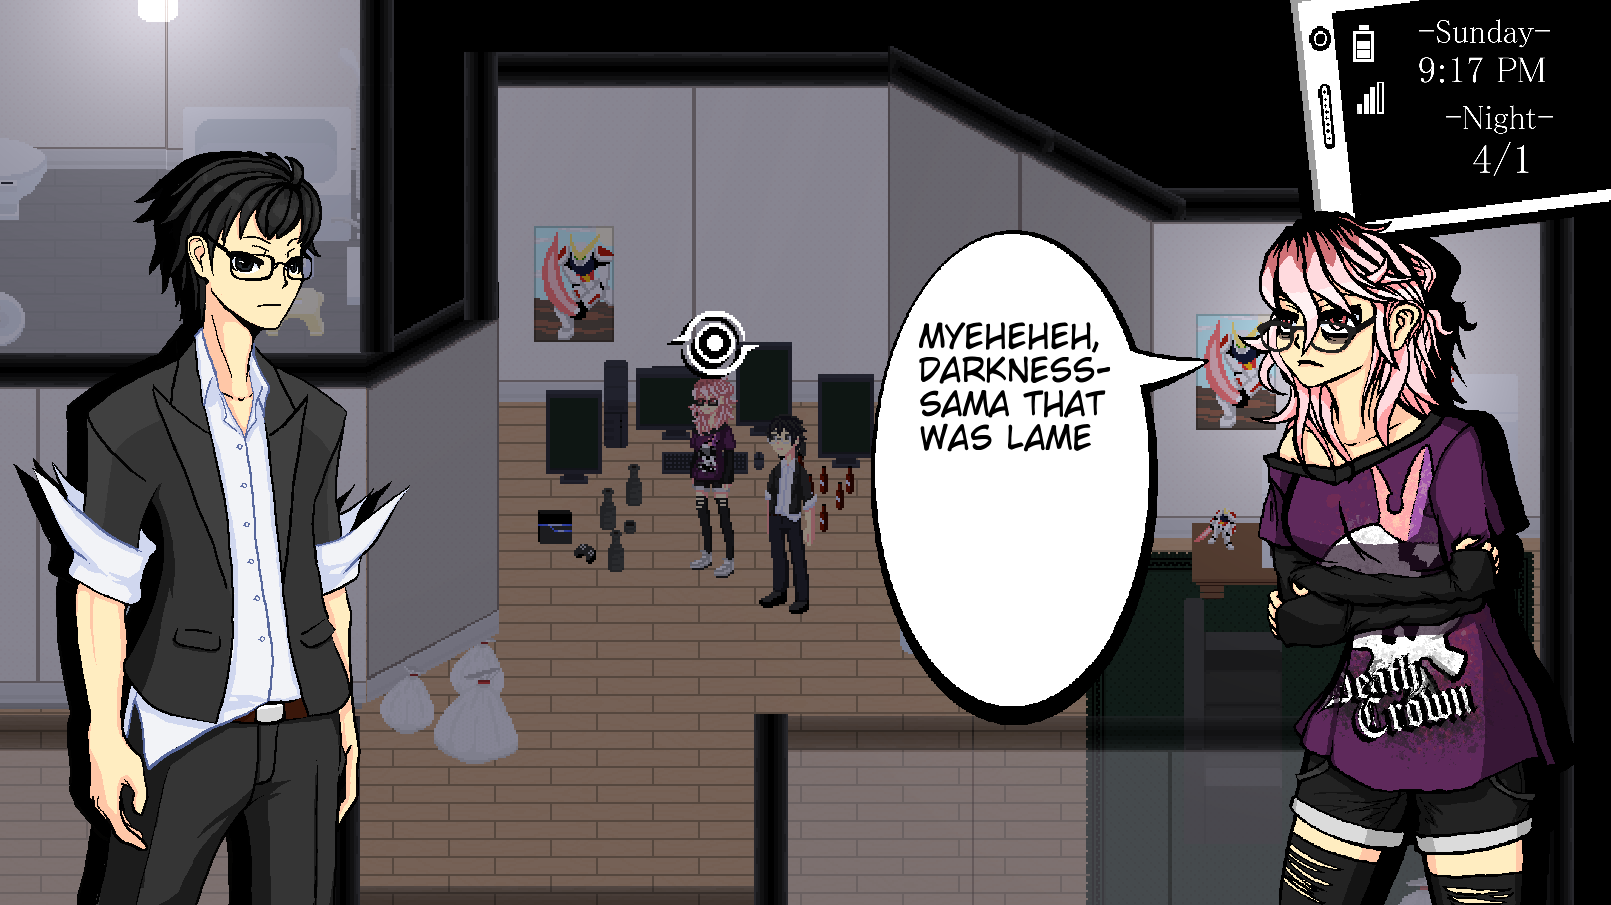 -Sunday-
9:17 PM
-Night-
4/1
MYEHEHEH,
DARKNESS-
SAMA THAT
WAS LAME
Death
Crown